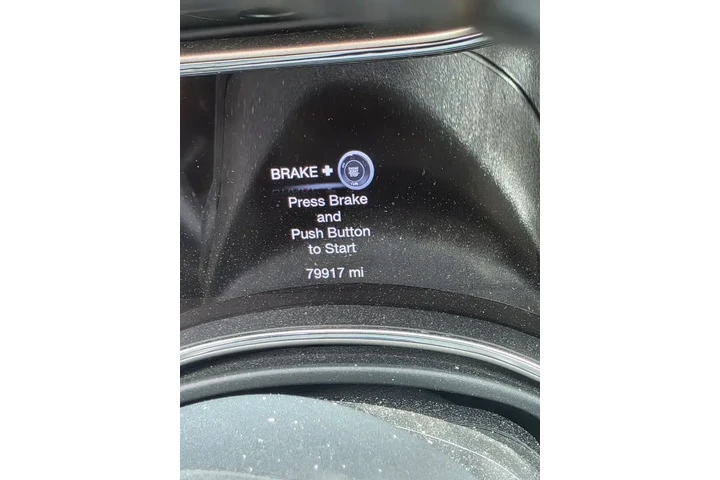 BRAKE +
Press Brake
and
Push Button
to Start
79917 mi